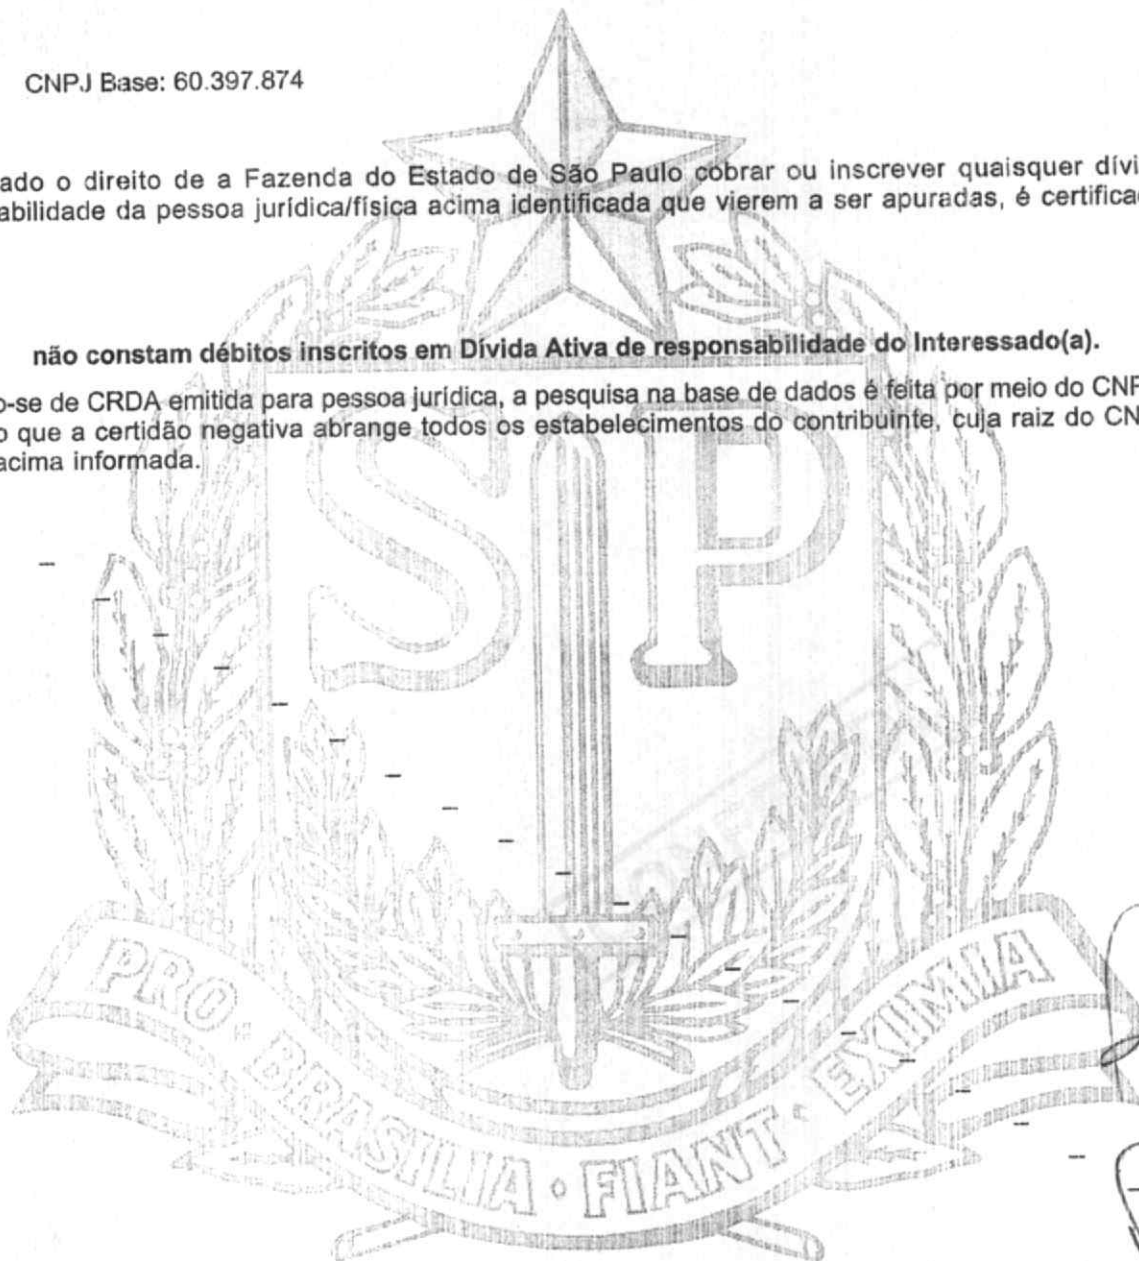 CNPJ Base: 60.397.874
ado o direito de a Fazenda do Estado de São Paulo cobrar ou inscrever quaisquer dívi
abilidade da pessoa jurídica/física acima identificada que vierem a ser apuradas, é certificad
não constam débitos inscritos em Dívida Ativa de responsabilidade do Interessado(a).
o-se de CRDA emitida para pessoa jurídica, a pesquisa na base de dados é feita por meio do CNP
o que a certidão negativa abrange todos os estabelecimentos do contribuinte, cuja raiz do CN
acima informada.
SP
PRO · BRASILIA · FIANT · EXIMIA